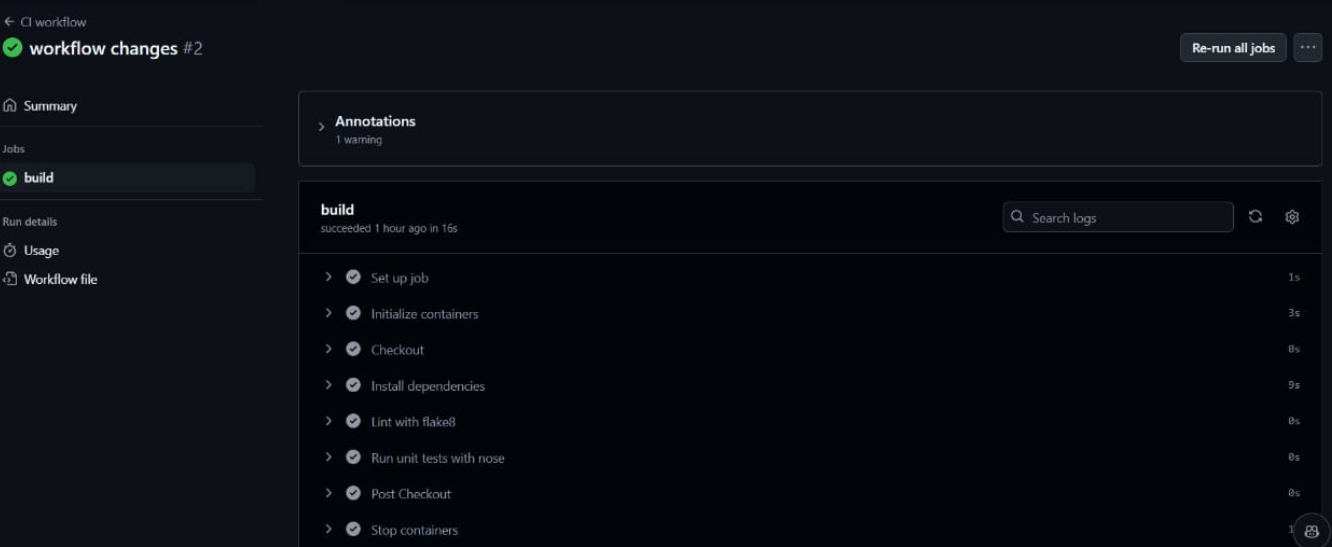 CI workflow
workflow changes #2
Re-run all jobs
Summary
Annotations
1 warning
Jobs
build
build
succeeded 1 hour ago in 16s
Search logs
Run details
Usage
Workflow file
Set up job 1s
Initialize containers 3s
Checkout 0s
Install dependencies 9s
Lint with flake8 0s
Run unit tests with nose 0s
Post Checkout 0s
Stop containers